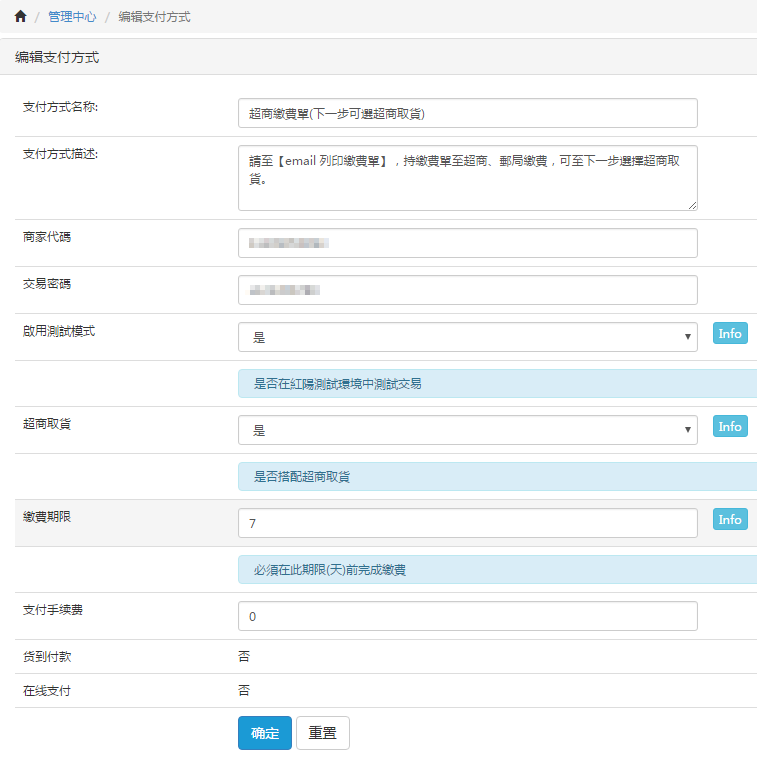 / 管理中心 / 编辑支付方式
编辑支付方式
支付方式名称:
超商繳費單(下一步可選超商取貨)
支付方式描述:
請至【email 列印繳費單】，持繳費單至超商、郵局繳費，可至下一步選擇超商取
貨。
商家代碼
交易密碼
啟用測試模式
是
Info
是否在紅陽測試環境中測試交易
超商取貨
是
Info
是否搭配超商取貨
繳費期限
7
Info
必須在此期限(天)前完成繳費
支付手续费
0
货到付款
否
在线支付
否
确定 重置